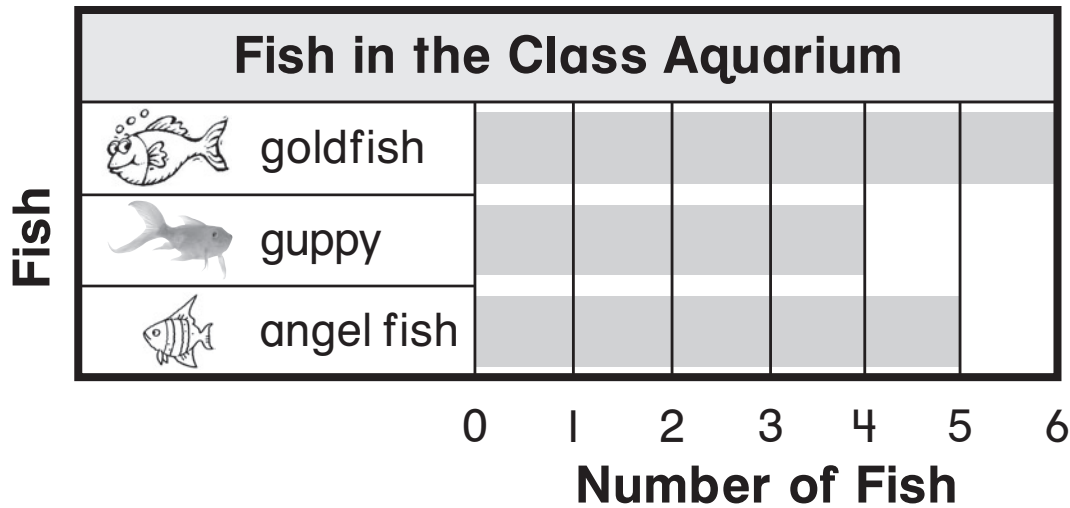 Fish in the Class Aquarium
Fish
goldfish
guppy
angel fish
0 1 2 3 4 5 6
Number of Fish